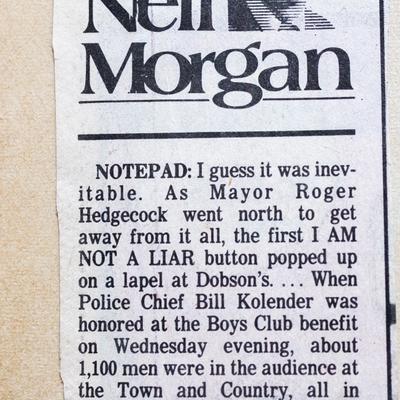 Neil
Morgan
NOTEPAD: I guess it was inev-
itable. As Mayor Roger
Hedgecock went north to get
away from it all, the first I AM
NOT A LIAR button popped up
on a lapel at Dobson's. . . . When
Police Chief Bill Kolender was
honored at the Boys Club benefit
on Wednesday evening, about
1,100 men were in the audience at
the Town and Country, all in